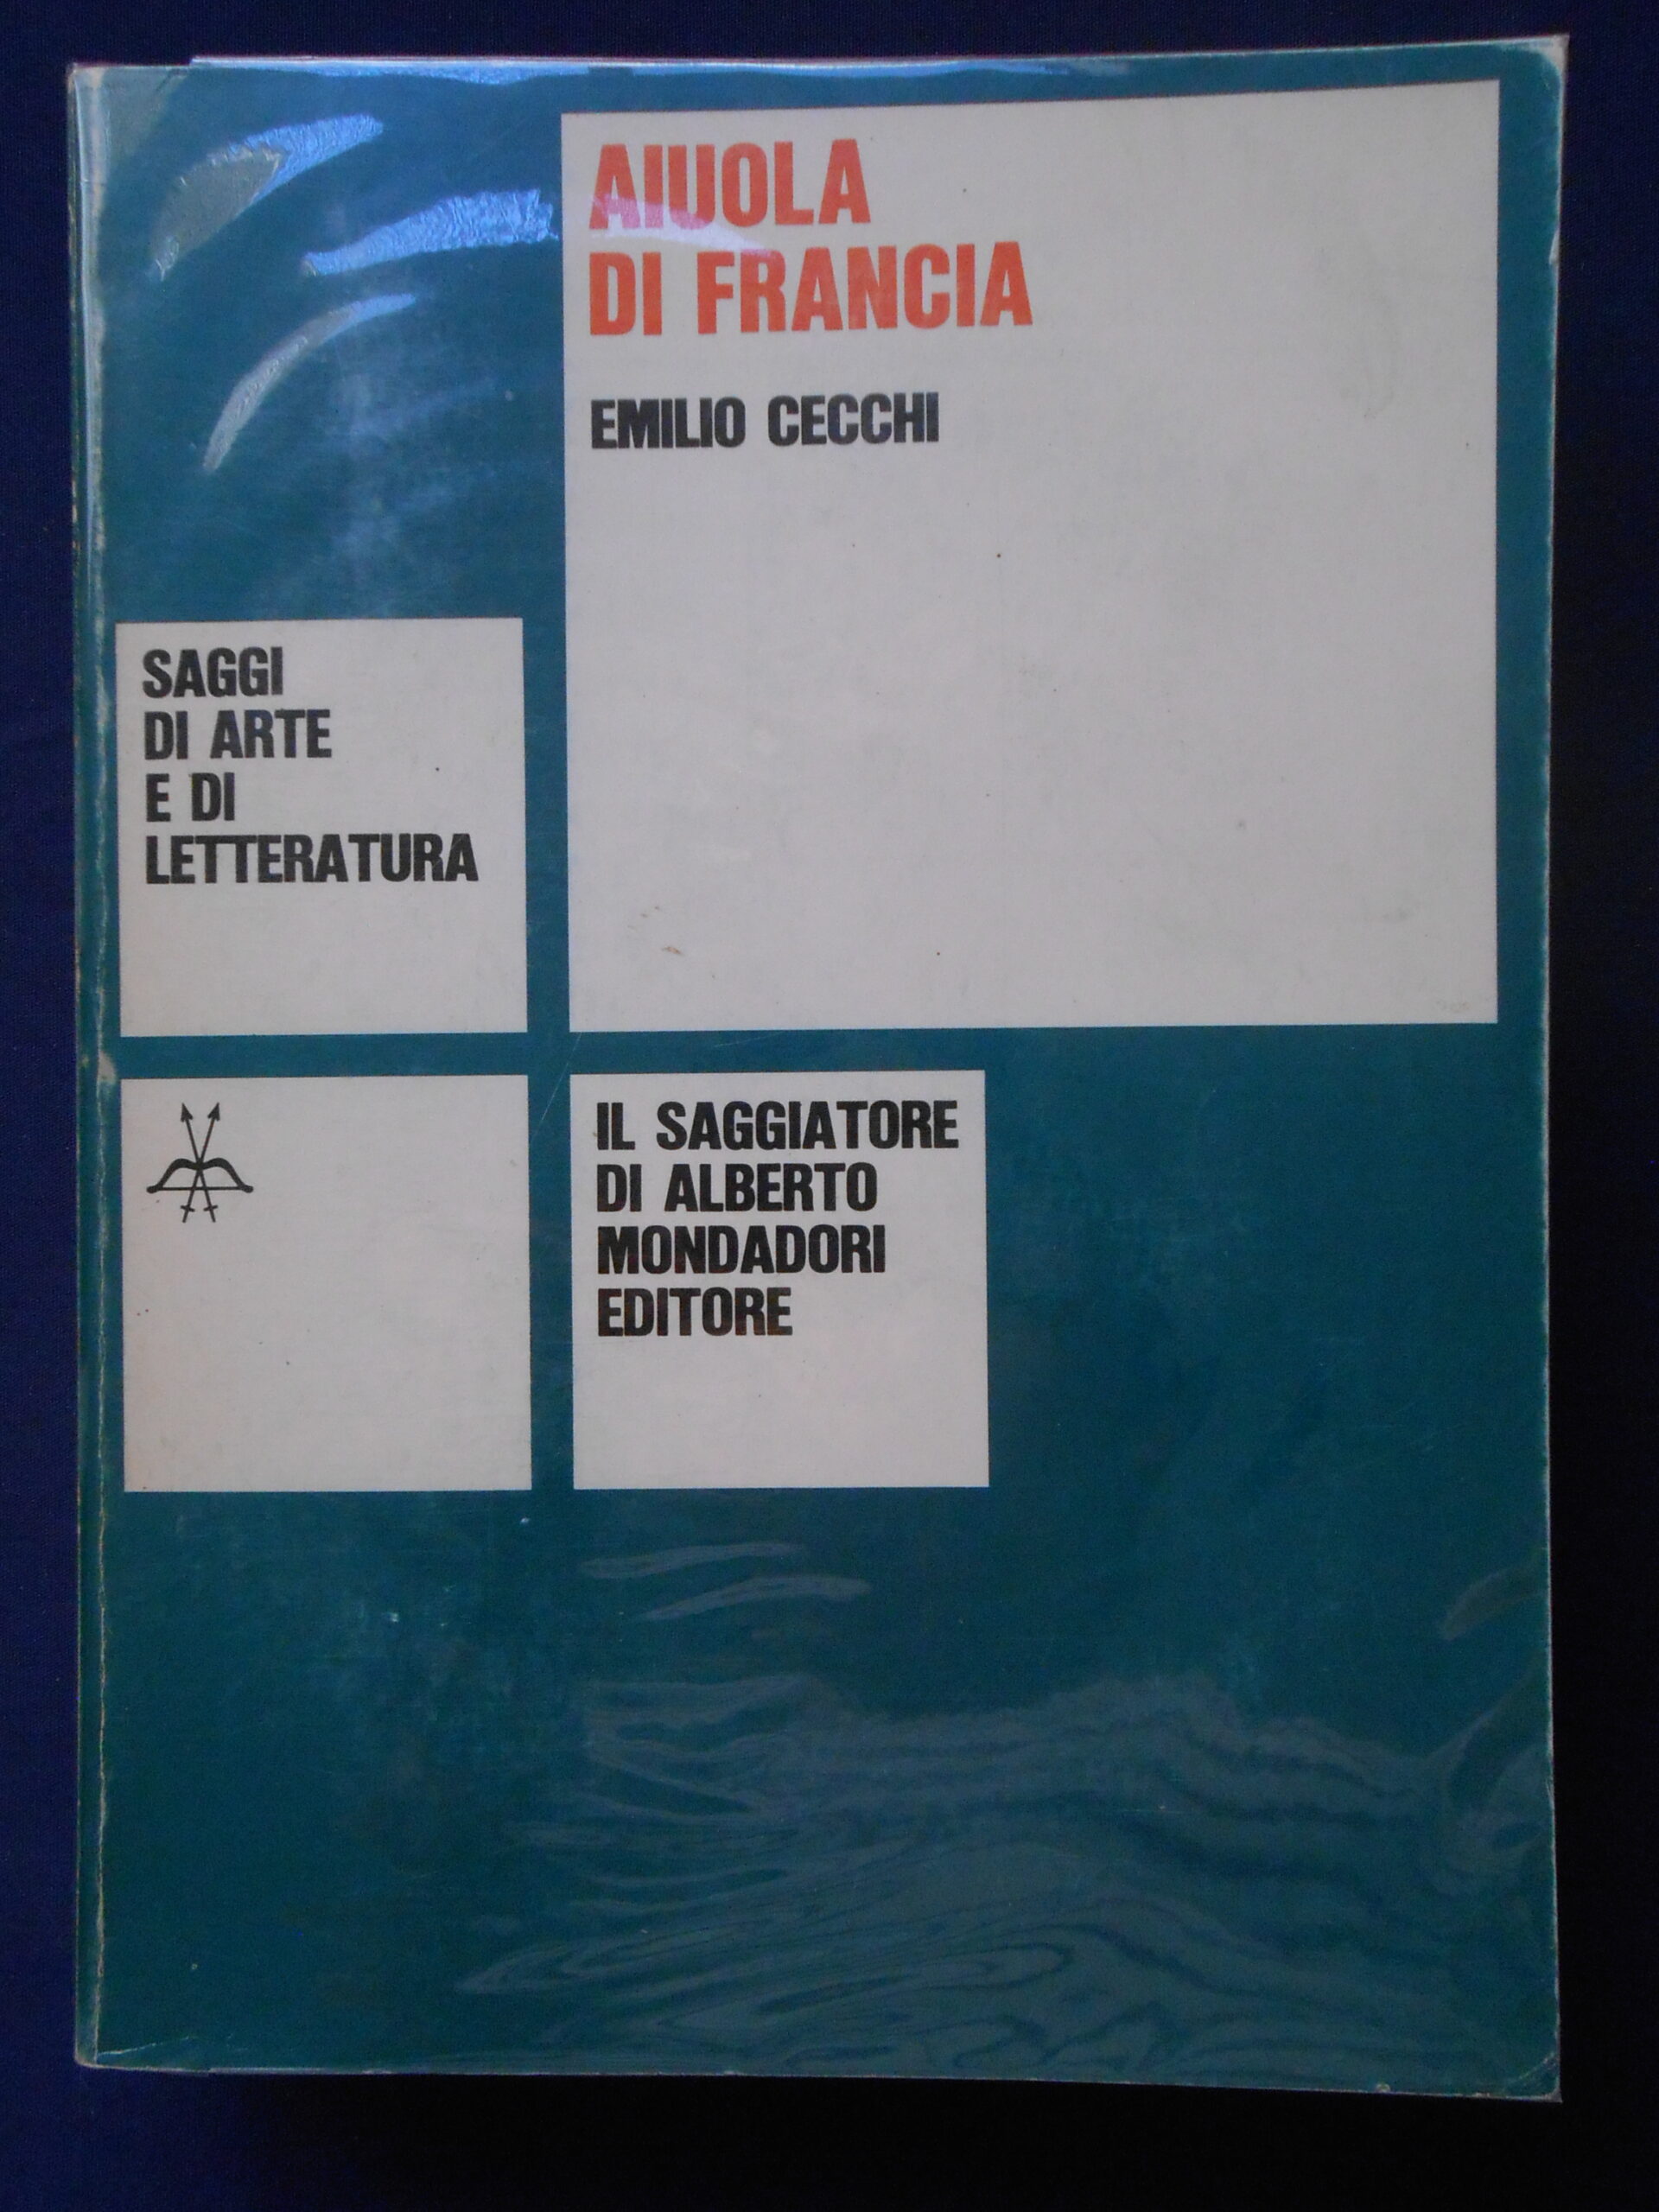 AIUOLA
DI FRANCIA
EMILIO CECCHI
SAGGI
DI ARTE
E DI
LETTERATURA
IL SAGGIATORE
DI ALBERTO
MONDADORI
EDITORE